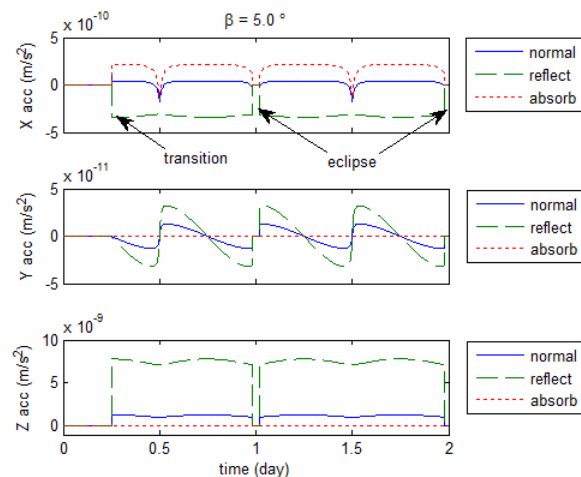 β = 5.0 °
x 10⁻¹⁰
X acc (m/s²)
5
0
-5
transition
eclipse
normal
reflect
absorb
x 10⁻¹¹
Y acc (m/s²)
5
0
-5
normal
reflect
absorb
x 10⁻⁹
Z acc (m/s²)
10
5
0
normal
reflect
absorb
0 0.5 1 1.5 2
time (day)